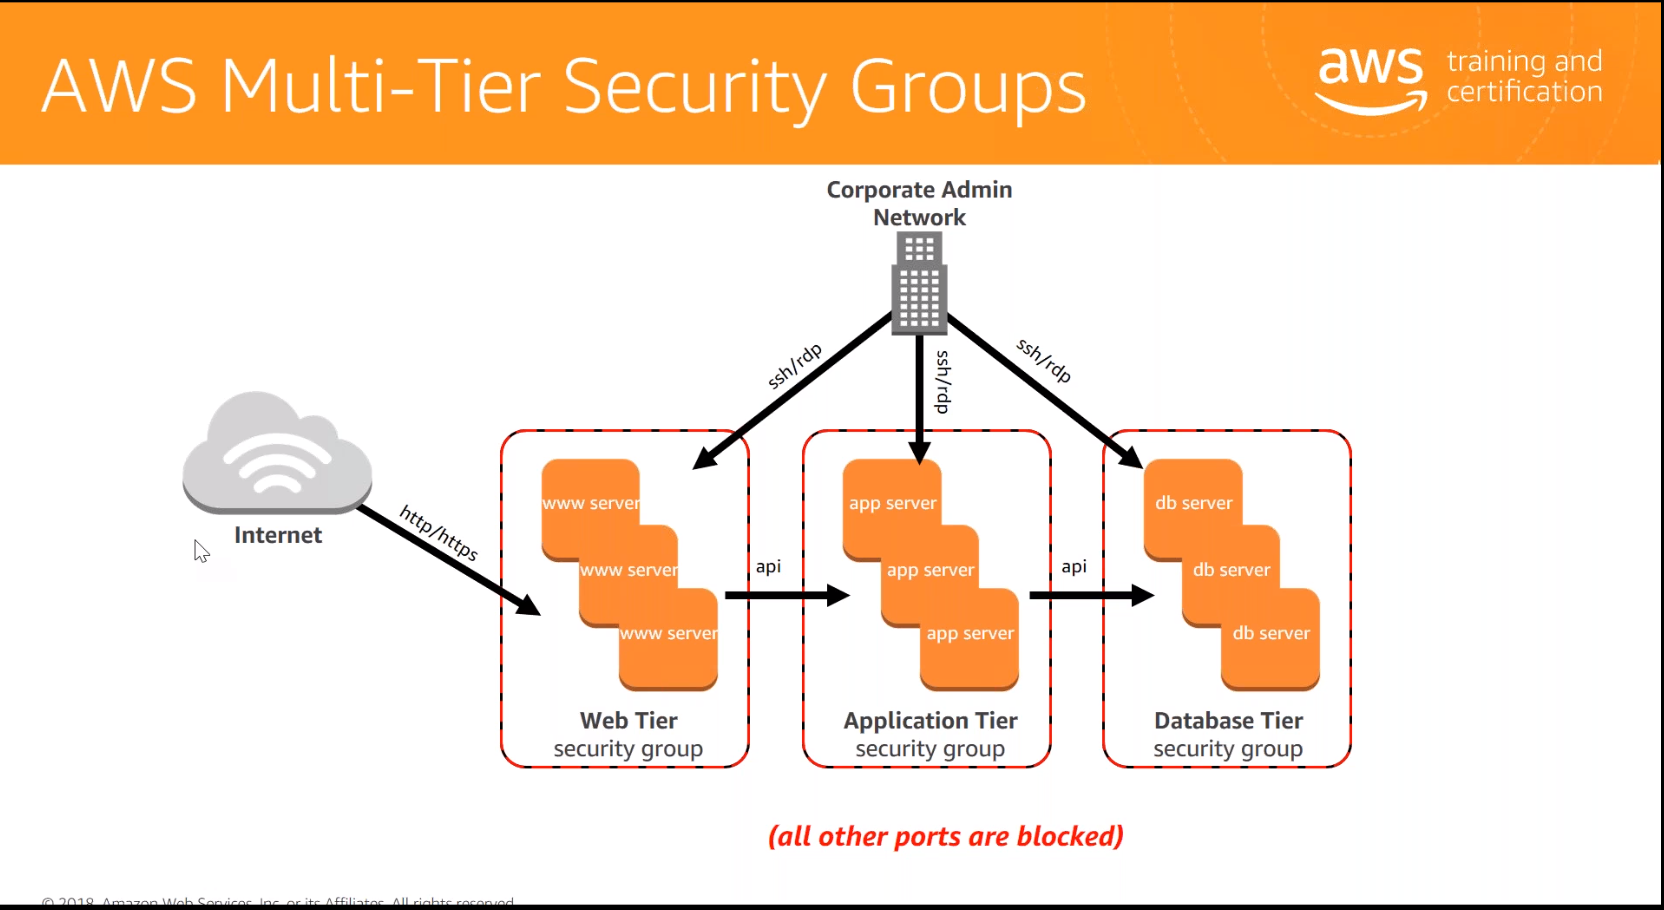 AWS Multi-Tier Security Groups
aws
training and
certification
Corporate Admin
Network
ssh/rdp
ssh/rdp
ssh/rdp
Internet
http/https
www server
www server
www server
api
app server
app server
app server
api
db server
db server
db server
Web Tier
security group
Application Tier
security group
Database Tier
security group
(all other ports are blocked)
© 2018, Amazon Web Services, Inc. or its Affiliates. All rights reserved.